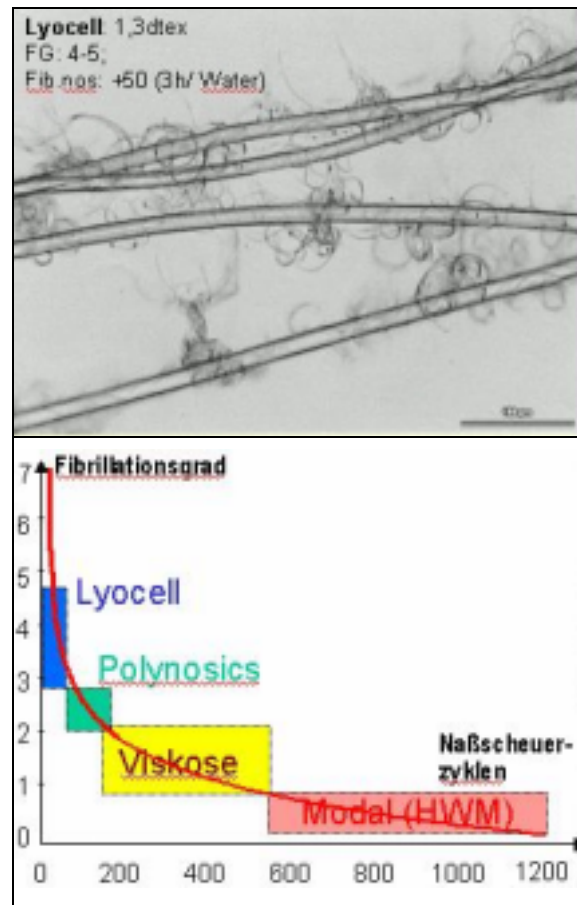 Lyocell: 1,3dtex
FG: 4-5;
Fib.nos: +50 (3h/ Water)
7
Fibrillationsgrad
6
5
Lyocell
4
Polynosics
3
2
Viskose
Naßscheuer-
zyklen
1
Modal (HWM)
0
0 200 400 600 800 1000 1200